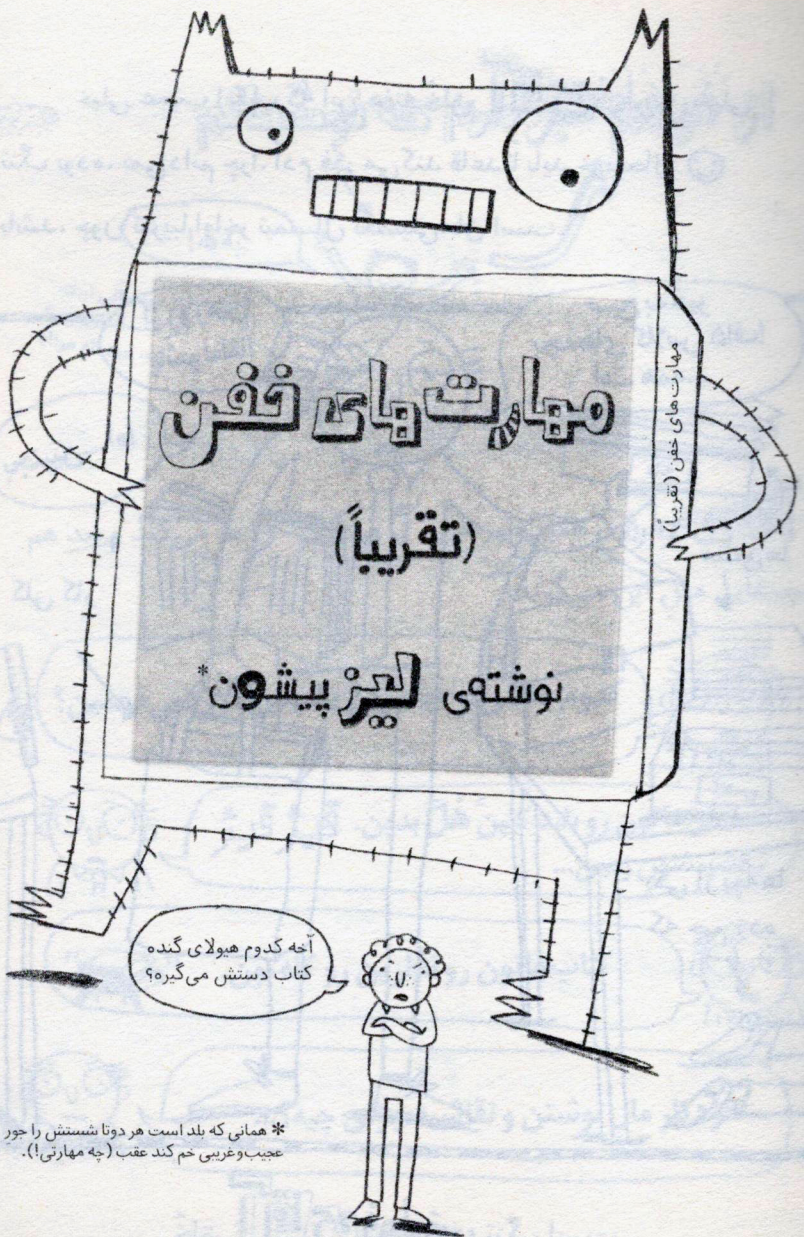 مهارت‌های خفن
(تقریباً)
نوشته‌ی لیز پیشون*
مهارت‌های خفن (تقریباً)
آخه کدوم هیولای گنده
کتاب دستش می‌گیره؟
* همانی که بلد است هر دوتا شستش را جور
عجیب‌وغریبی خم کند عقب (چه مهارتی!).